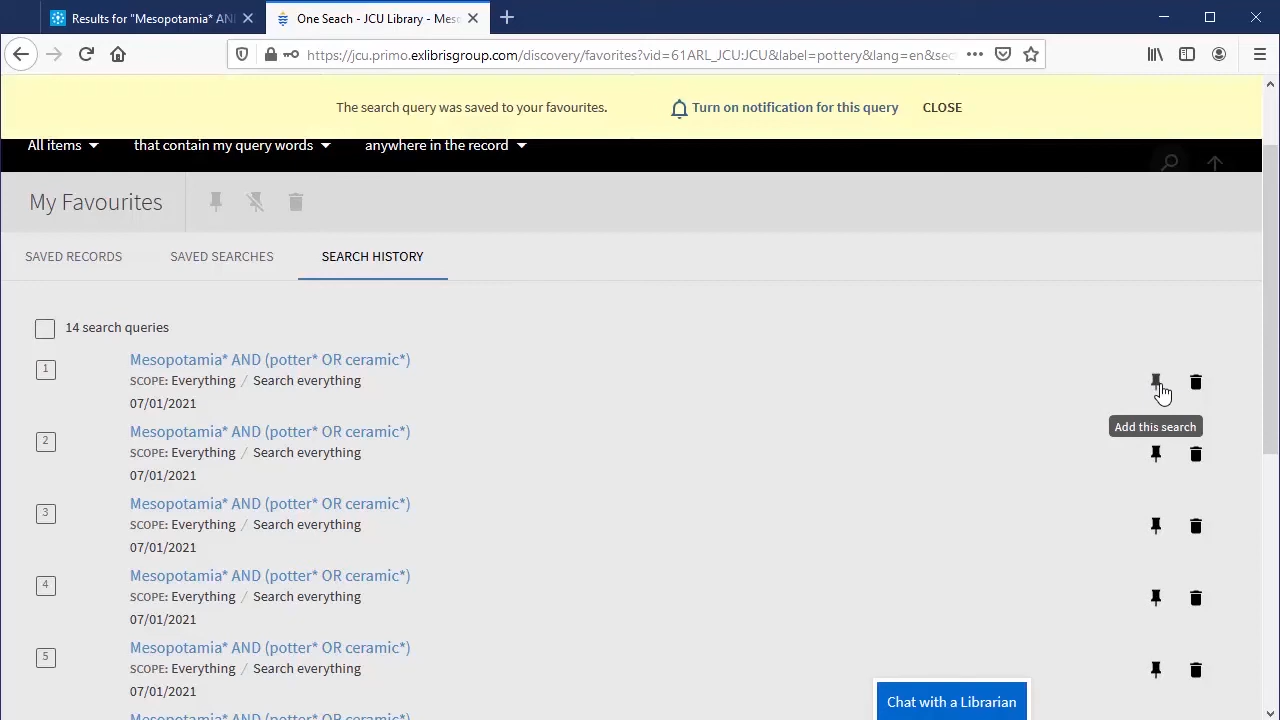 Results for "Mesopotamia* AN
One Seach - JCU Library - Meso
https://jcu.primo.exlibrisgroup.com/discovery/favorites?vid=61ARL_JCU:JCU&label=pottery&lang=en&sec
The search query was saved to your favourites.
Turn on notification for this query
CLOSE
All items
that contain my query words
anywhere in the record
My Favourites
SAVED RECORDS
SAVED SEARCHES
SEARCH HISTORY
14 search queries
1
Mesopotamia* AND (potter* OR ceramic*)
SCOPE: Everything / Search everything
07/01/2021
Add this search
2
Mesopotamia* AND (potter* OR ceramic*)
SCOPE: Everything / Search everything
07/01/2021
3
Mesopotamia* AND (potter* OR ceramic*)
SCOPE: Everything / Search everything
07/01/2021
4
Mesopotamia* AND (potter* OR ceramic*)
SCOPE: Everything / Search everything
07/01/2021
5
Mesopotamia* AND (potter* OR ceramic*)
SCOPE: Everything / Search everything
07/01/2021
Mesopotamia* AND (potter* OR ceramic*)
Chat with a Librarian